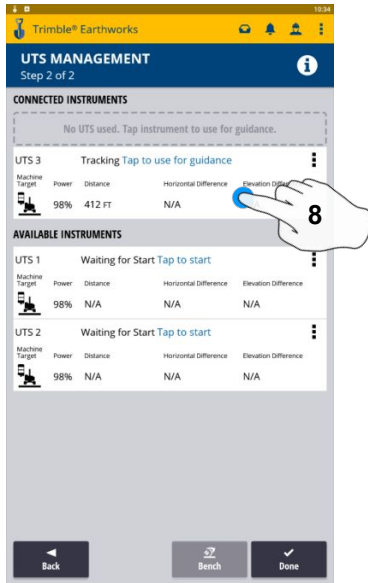 10:34
Trimble® Earthworks
UTS MANAGEMENT
Step 2 of 2
CONNECTED INSTRUMENTS
No UTS used. Tap instrument to use for guidance.
UTS 3 Tracking Tap to use for guidance
Machine Target Power Distance Horizontal Difference Elevation
98% 412 FT N/A
8
AVAILABLE INSTRUMENTS
UTS 1 Waiting for Start Tap to start
Machine Target Power Distance Horizontal Difference Elevation Difference
98% N/A N/A N/A
UTS 2 Waiting for Start Tap to start
Machine Target Power Distance Horizontal Difference Elevation Difference
98% N/A N/A N/A
Back Bench Done